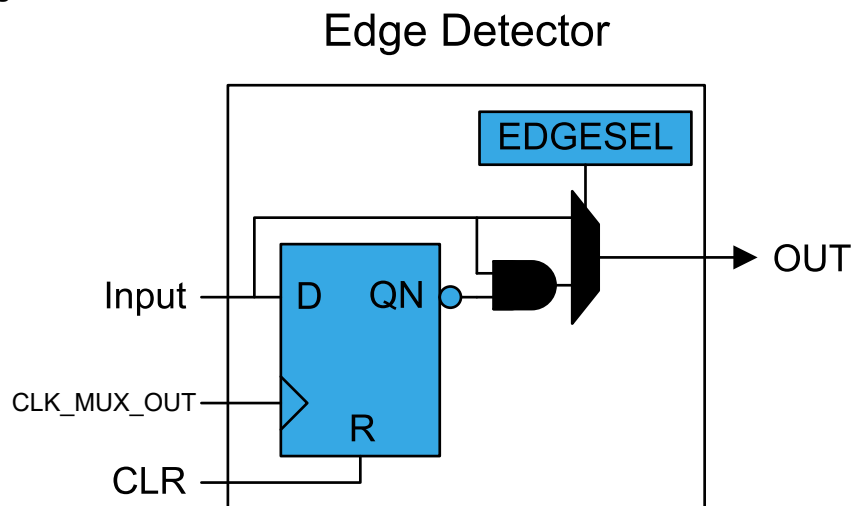 Edge Detector
EDGESEL
OUT
Input
D
QN
CLK_MUX_OUT
R
CLR